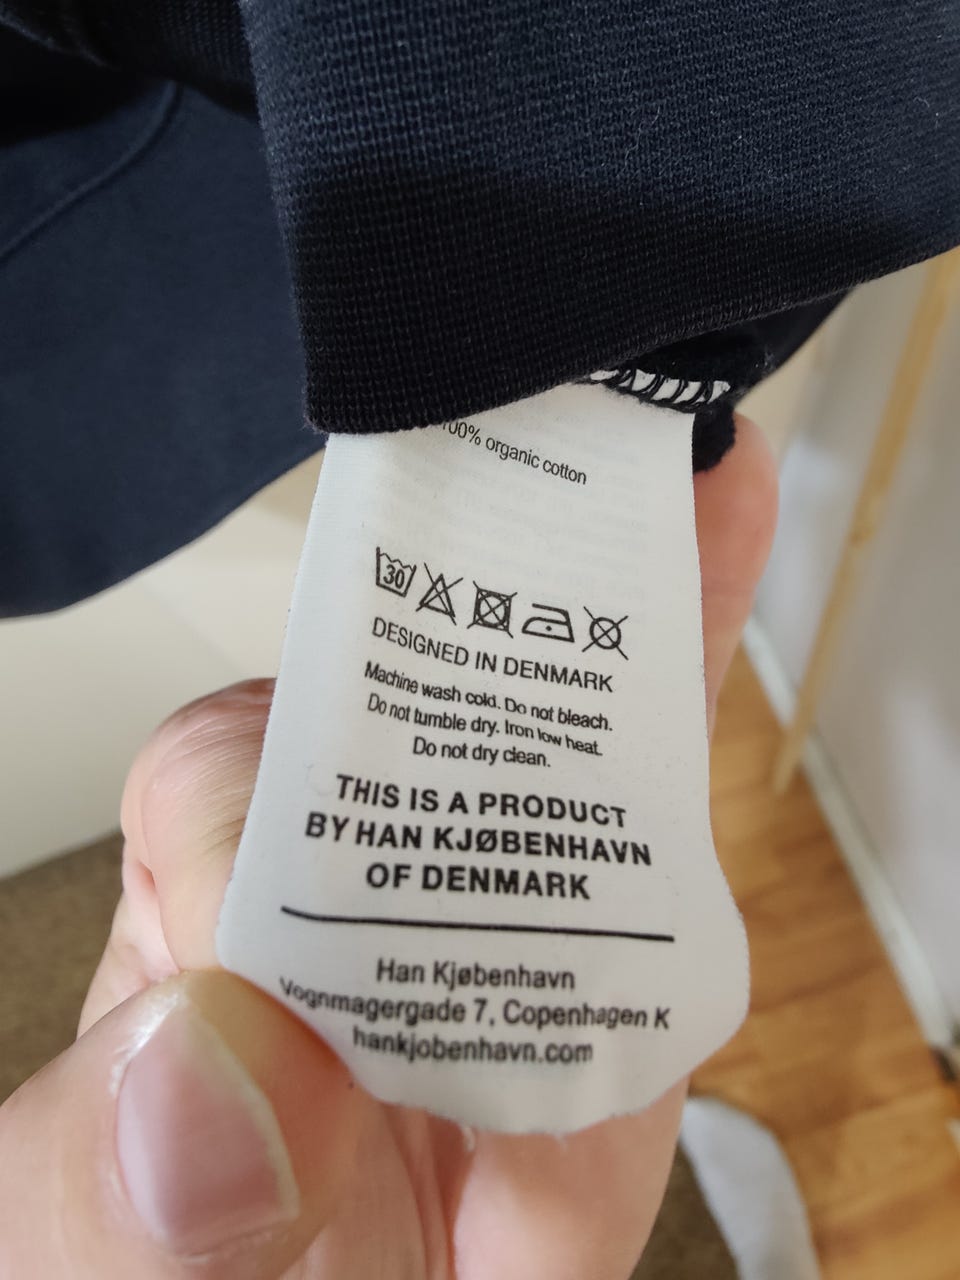 100% organic cotton
30
DESIGNED IN DENMARK
Machine wash cold. Do not bleach.
Do not tumble dry. Iron low heat.
Do not dry clean.
THIS IS A PRODUCT
BY HAN KJØBENHAVN
OF DENMARK
Han Kjøbenhavn
Vognmagergade 7, Copenhagen K
hankjobenhavn.com